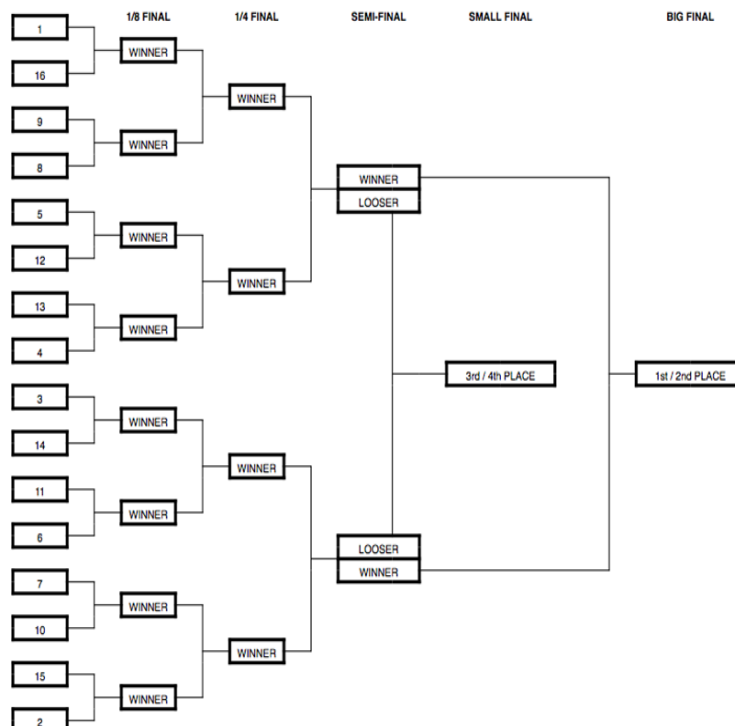 1/8 FINAL 1/4 FINAL SEMI-FINAL SMALL FINAL BIG FINAL
1
WINNER
16
WINNER
9
WINNER
8
WINNER
LOOSER
5
WINNER
12
WINNER
13
WINNER
4
3rd / 4th PLACE 1st / 2nd PLACE
3
WINNER
14
WINNER
11
WINNER
6
LOOSER
WINNER
7
WINNER
10
WINNER
15
WINNER
2